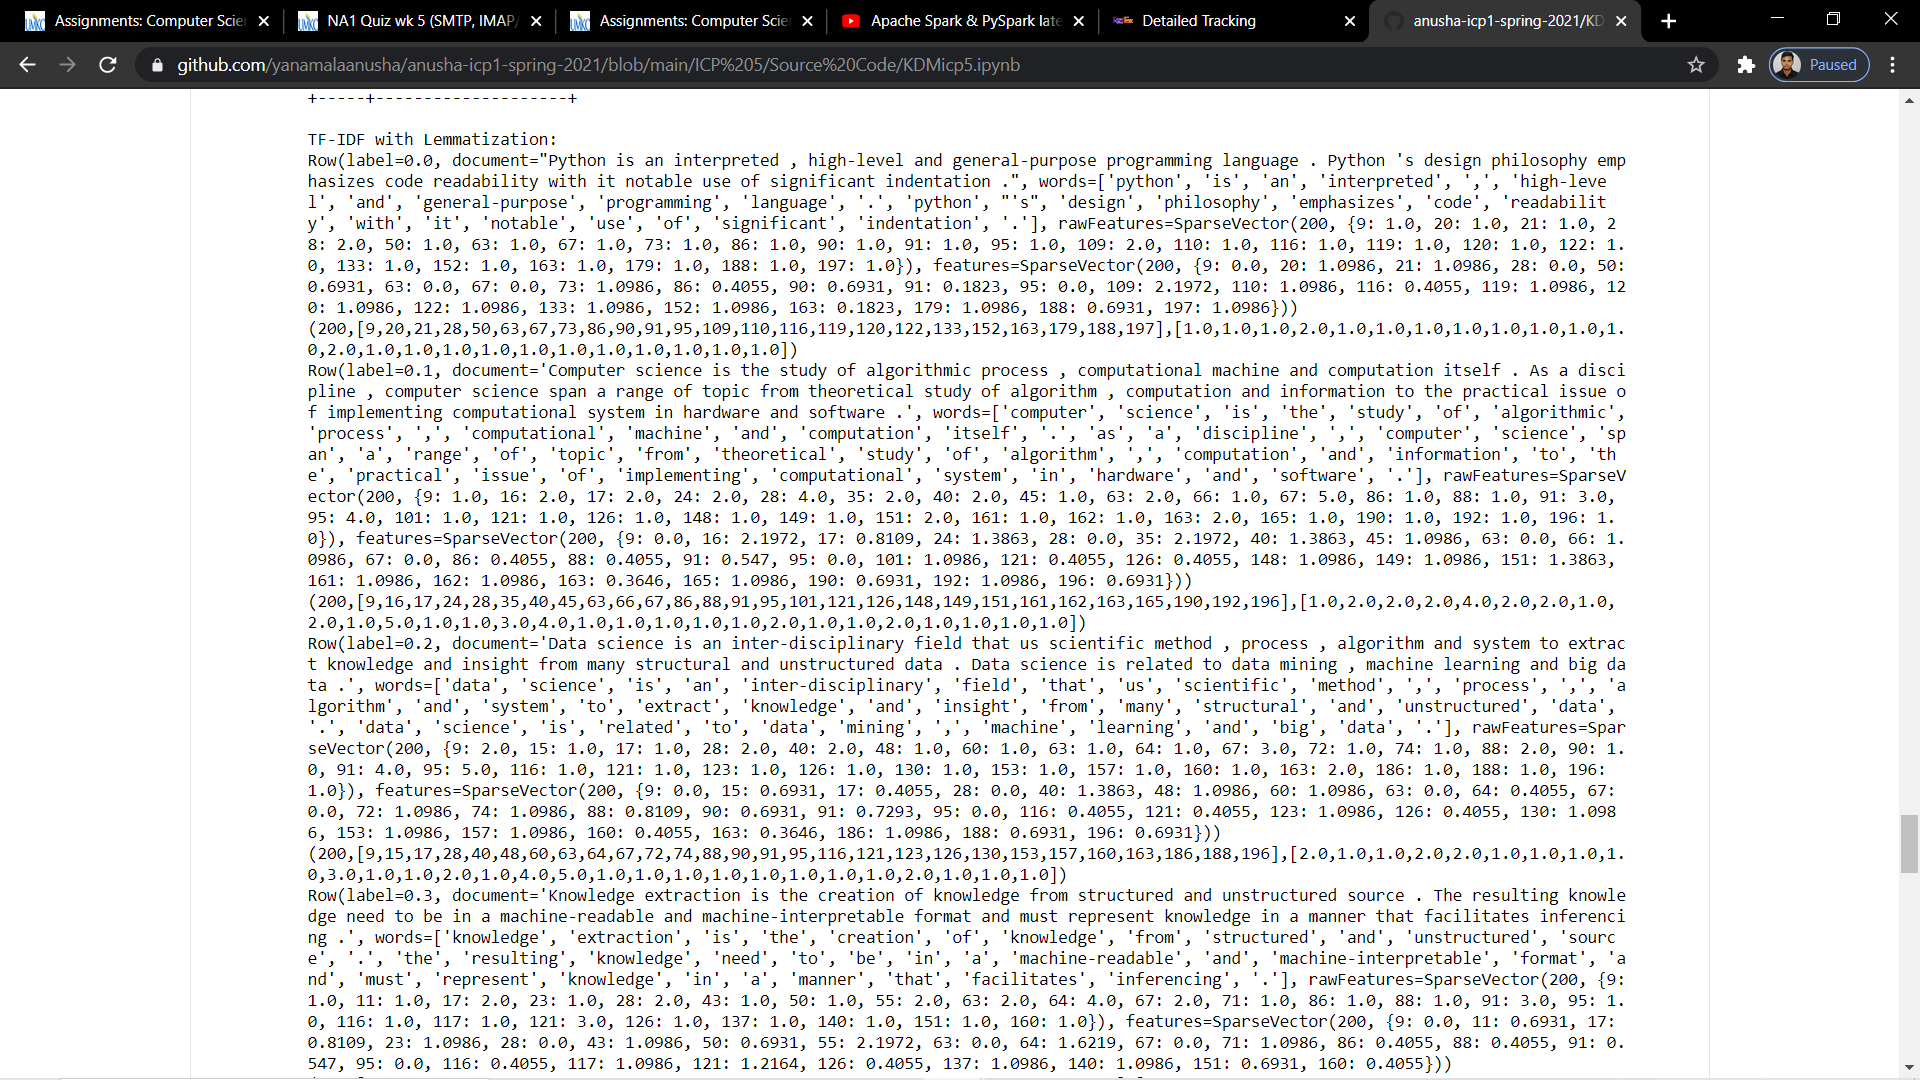 Assignments: Computer Scie
NA1 Quiz wk 5 (SMTP, IMAP,
Assignments: Computer Scie
Apache Spark & PySpark late
Detailed Tracking
anusha-icp1-spring-2021/KD
github.com/yanamalaanusha/anusha-icp1-spring-2021/blob/main/ICP%205/Source%20Code/KDMicp5.ipynb
Paused
+-----+--------------------+
TF-IDF with Lemmatization:
Row(label=0.0, document="Python is an interpreted , high-level and general-purpose programming language . Python 's design philosophy emp
hasizes code readability with it notable use of significant indentation .", words=['python', 'is', 'an', 'interpreted', ',', 'high-leve
l', 'and', 'general-purpose', 'programming', 'language', '.', 'python', "'s", 'design', 'philosophy', 'emphasizes', 'code', 'readabilit
y', 'with', 'it', 'notable', 'use', 'of', 'significant', 'indentation', '.'], rawFeatures=SparseVector(200, {9: 1.0, 20: 1.0, 21: 1.0, 2
8: 2.0, 50: 1.0, 63: 1.0, 67: 1.0, 73: 1.0, 86: 1.0, 90: 1.0, 91: 1.0, 95: 1.0, 109: 2.0, 110: 1.0, 116: 1.0, 119: 1.0, 120: 1.0, 122: 1.
0, 133: 1.0, 152: 1.0, 163: 1.0, 179: 1.0, 188: 1.0, 197: 1.0}), features=SparseVector(200, {9: 0.0, 20: 1.0986, 21: 1.0986, 28: 0.0, 50:
0.6931, 63: 0.0, 67: 0.0, 73: 1.0986, 86: 0.4055, 90: 0.6931, 91: 0.1823, 95: 0.0, 109: 2.1972, 110: 1.0986, 116: 0.4055, 119: 1.0986, 12
0: 1.0986, 122: 1.0986, 133: 1.0986, 152: 1.0986, 163: 0.1823, 179: 1.0986, 188: 0.6931, 197: 1.0986}))
(200,[9,20,21,28,50,63,67,73,86,90,91,95,109,110,116,119,120,122,133,152,163,179,188,197],[1.0,1.0,1.0,2.0,1.0,1.0,1.0,1.0,1.0,1.0,1.0,1.
0,2.0,1.0,1.0,1.0,1.0,1.0,1.0,1.0,1.0,1.0,1.0,1.0])
Row(label=0.1, document='Computer science is the study of algorithmic process , computational machine and computation itself . As a disci
pline , computer science span a range of topic from theoretical study of algorithm , computation and information to the practical issue o
f implementing computational system in hardware and software .', words=['computer', 'science', 'is', 'the', 'study', 'of', 'algorithmic',
'process', ',', 'computational', 'machine', 'and', 'computation', 'itself', '.', 'as', 'a', 'discipline', ',', 'computer', 'science', 'sp
an', 'a', 'range', 'of', 'topic', 'from', 'theoretical', 'study', 'of', 'algorithm', ',', 'computation', 'and', 'information', 'to', 'th
e', 'practical', 'issue', 'of', 'implementing', 'computational', 'system', 'in', 'hardware', 'and', 'software', '.'], rawFeatures=SparseV
ector(200, {9: 1.0, 16: 2.0, 17: 2.0, 24: 2.0, 28: 4.0, 35: 2.0, 40: 2.0, 45: 1.0, 63: 2.0, 66: 1.0, 67: 5.0, 86: 1.0, 88: 1.0, 91: 3.0,
95: 4.0, 101: 1.0, 121: 1.0, 126: 1.0, 148: 1.0, 149: 1.0, 151: 2.0, 161: 1.0, 162: 1.0, 163: 2.0, 165: 1.0, 190: 1.0, 192: 1.0, 196: 1.
0}), features=SparseVector(200, {9: 0.0, 16: 2.1972, 17: 0.8109, 24: 1.3863, 28: 0.0, 35: 2.1972, 40: 1.3863, 45: 1.0986, 63: 0.0, 66: 1.
0986, 67: 0.0, 86: 0.4055, 88: 0.4055, 91: 0.547, 95: 0.0, 101: 1.0986, 121: 0.4055, 126: 0.4055, 148: 1.0986, 149: 1.0986, 151: 1.3863,
161: 1.0986, 162: 1.0986, 163: 0.3646, 165: 1.0986, 190: 0.6931, 192: 1.0986, 196: 0.6931}))
(200,[9,16,17,24,28,35,40,45,63,66,67,86,88,91,95,101,121,126,148,149,151,161,162,163,165,190,192,196],[1.0,2.0,2.0,2.0,4.0,2.0,2.0,1.0,
2.0,1.0,5.0,1.0,1.0,3.0,4.0,1.0,1.0,1.0,1.0,1.0,2.0,1.0,1.0,2.0,1.0,1.0,1.0,1.0])
Row(label=0.2, document='Data science is an inter-disciplinary field that us scientific method , process , algorithm and system to extrac
t knowledge and insight from many structural and unstructured data . Data science is related to data mining , machine learning and big da
ta .', words=['data', 'science', 'is', 'an', 'inter-disciplinary', 'field', 'that', 'us', 'scientific', 'method', ',', 'process', ',', 'a
lgorithm', 'and', 'system', 'to', 'extract', 'knowledge', 'and', 'insight', 'from', 'many', 'structural', 'and', 'unstructured', 'data',
'.', 'data', 'science', 'is', 'related', 'to', 'data', 'mining', ',', 'machine', 'learning', 'and', 'big', 'data', '.'], rawFeatures=Spar
seVector(200, {9: 2.0, 15: 1.0, 17: 1.0, 28: 2.0, 40: 2.0, 48: 1.0, 60: 1.0, 63: 1.0, 64: 1.0, 67: 3.0, 72: 1.0, 74: 1.0, 88: 2.0, 90: 1.
0, 91: 4.0, 95: 5.0, 116: 1.0, 121: 1.0, 123: 1.0, 126: 1.0, 130: 1.0, 153: 1.0, 157: 1.0, 160: 1.0, 163: 2.0, 186: 1.0, 188: 1.0, 196:
1.0}), features=SparseVector(200, {9: 0.0, 15: 0.6931, 17: 0.4055, 28: 0.0, 40: 1.3863, 48: 1.0986, 60: 1.0986, 63: 0.0, 64: 0.4055, 67:
0.0, 72: 1.0986, 74: 1.0986, 88: 0.8109, 90: 0.6931, 91: 0.7293, 95: 0.0, 116: 0.4055, 121: 0.4055, 123: 1.0986, 126: 0.4055, 130: 1.098
6, 153: 1.0986, 157: 1.0986, 160: 0.4055, 163: 0.3646, 186: 1.0986, 188: 0.6931, 196: 0.6931}))
(200,[9,15,17,28,40,48,60,63,64,67,72,74,88,90,91,95,116,121,123,126,130,153,157,160,163,186,188,196],[2.0,1.0,1.0,2.0,2.0,1.0,1.0,1.0,1.
0,3.0,1.0,1.0,2.0,1.0,4.0,5.0,1.0,1.0,1.0,1.0,1.0,1.0,1.0,1.0,2.0,1.0,1.0,1.0])
Row(label=0.3, document='Knowledge extraction is the creation of knowledge from structured and unstructured source . The resulting knowle
dge need to be in a machine-readable and machine-interpretable format and must represent knowledge in a manner that facilitates inferenci
ng .', words=['knowledge', 'extraction', 'is', 'the', 'creation', 'of', 'knowledge', 'from', 'structured', 'and', 'unstructured', 'sourc
e', '.', 'the', 'resulting', 'knowledge', 'need', 'to', 'be', 'in', 'a', 'machine-readable', 'and', 'machine-interpretable', 'format', 'a
nd', 'must', 'represent', 'knowledge', 'in', 'a', 'manner', 'that', 'facilitates', 'inferencing', '.'], rawFeatures=SparseVector(200, {9:
1.0, 11: 1.0, 17: 2.0, 23: 1.0, 28: 2.0, 43: 1.0, 50: 1.0, 55: 2.0, 63: 2.0, 64: 4.0, 67: 2.0, 71: 1.0, 86: 1.0, 88: 1.0, 91: 3.0, 95: 1.
0, 116: 1.0, 117: 1.0, 121: 3.0, 126: 1.0, 137: 1.0, 140: 1.0, 151: 1.0, 160: 1.0}), features=SparseVector(200, {9: 0.0, 11: 0.6931, 17:
0.8109, 23: 1.0986, 28: 0.0, 43: 1.0986, 50: 0.6931, 55: 2.1972, 63: 0.0, 64: 1.6219, 67: 0.0, 71: 1.0986, 86: 0.4055, 88: 0.4055, 91: 0.
547, 95: 0.0, 116: 0.4055, 117: 1.0986, 121: 1.2164, 126: 0.4055, 137: 1.0986, 140: 1.0986, 151: 0.6931, 160: 0.4055}))